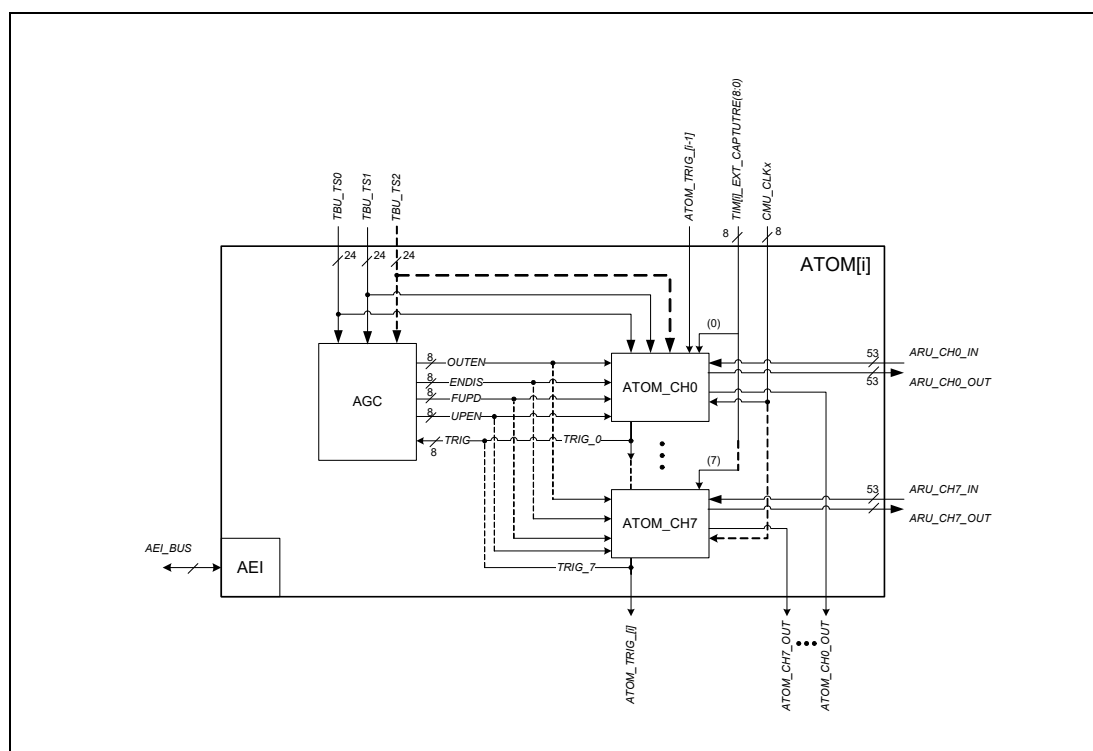 TBU_TS0
TBU_TS1
TBU_TS2
ATOM_TRIG_[i-1]
TIM[i]_EXT_CAPTUTRE(8:0)
CMU_CLKx
8
8
24
24
24
ATOM[i]
(0)
AGC
8
OUTEN
8
ENDIS
8
FUPD
8
UPEN
TRIG
8
TRIG_0
ATOM_CH0
53
ARU_CH0_IN
53
ARU_CH0_OUT
(7)
ATOM_CH7
53
ARU_CH7_IN
ARU_CH7_OUT
TRIG_7
AEI_BUS
AEI
ATOM_TRIG_[i]
ATOM_CH7_OUT
ATOM_CH0_OUT